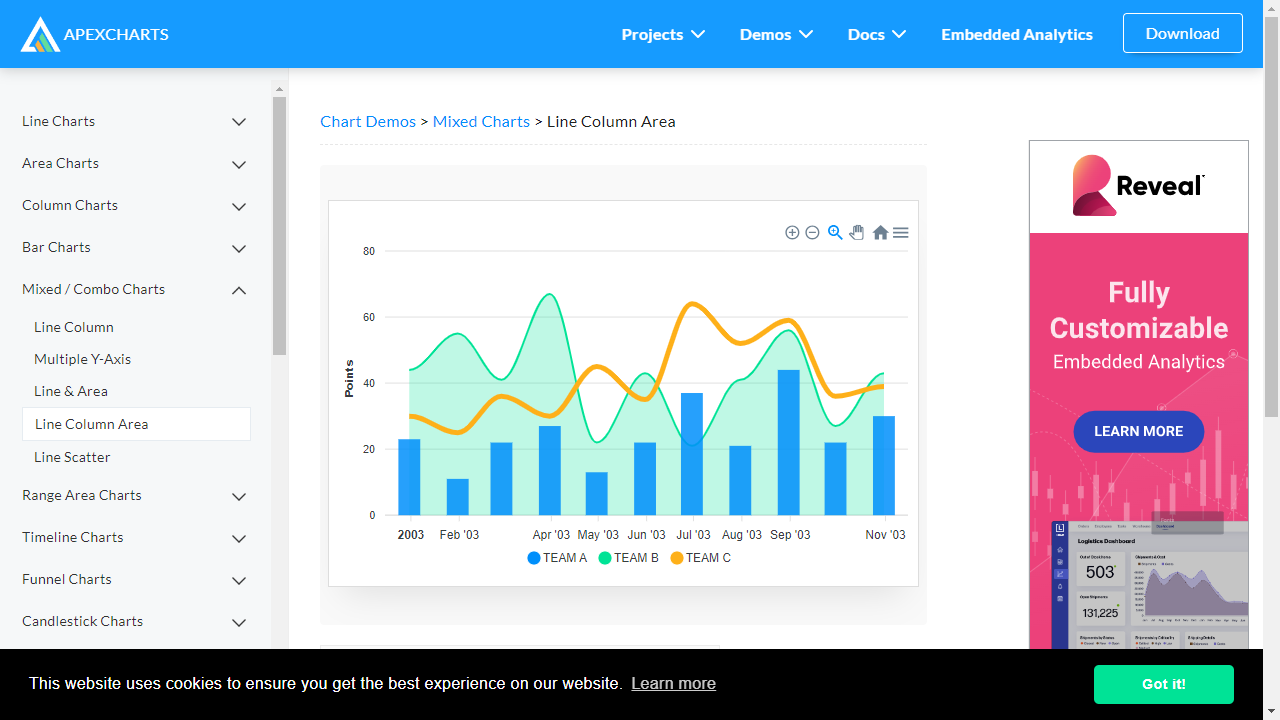 APEXCHARTS
Projects
Demos
Docs
Embedded Analytics
Download
Line Charts
Area Charts
Column Charts
Bar Charts
Mixed / Combo Charts
Line Column
Multiple Y-Axis
Line & Area
Line Column Area
Line Scatter
Range Area Charts
Timeline Charts
Funnel Charts
Candlestick Charts
Chart Demos > Mixed Charts > Line Column Area
80
60
40
20
0
Points
2003 Feb '03 Apr '03 May '03 Jun '03 Jul '03 Aug '03 Sep '03 Nov '03
TEAM A TEAM B TEAM C
Reveal
Fully
Customizable
Embedded Analytics
LEARN MORE
Logistics Dashboard
503
131,225
This website uses cookies to ensure you get the best experience on our website. Learn more
Got it!